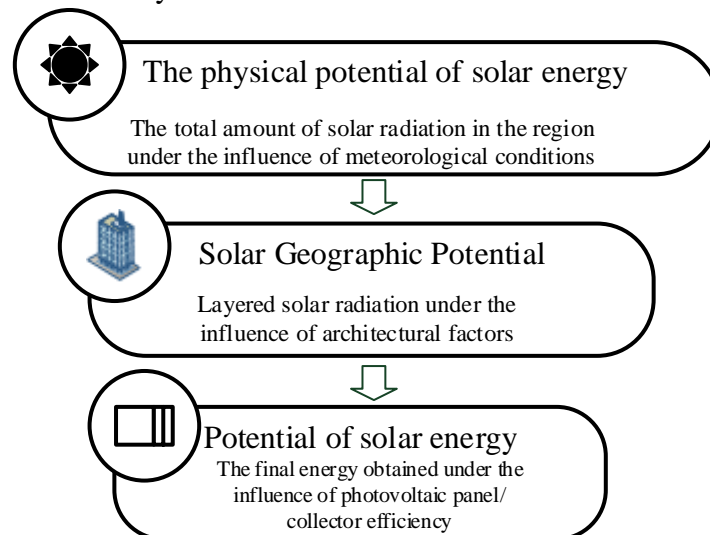 The physical potential of solar energy
The total amount of solar radiation in the region
under the influence of meteorological conditions
Solar Geographic Potential
Layered solar radiation under the
influence of architectural factors
Potential of solar energy
The final energy obtained under the
influence of photovoltaic panel/
collector efficiency